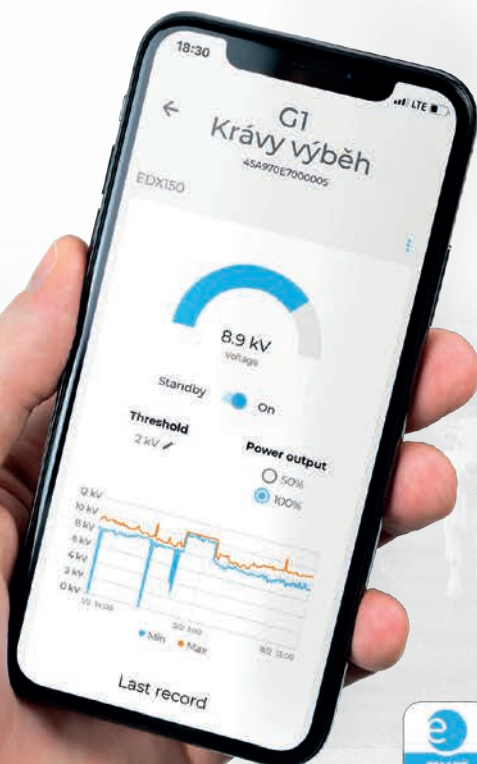 18:30
LTE
G1
Krávy výběh
45A970E7000005
EDX150
8.9 kV
Voltage
Standby On
Threshold
2 kV
Power output
50%
100%
12 kV
10 kV
8 kV
6 kV
4 kV
2 kV
0 kV
Min Max
Last record
e